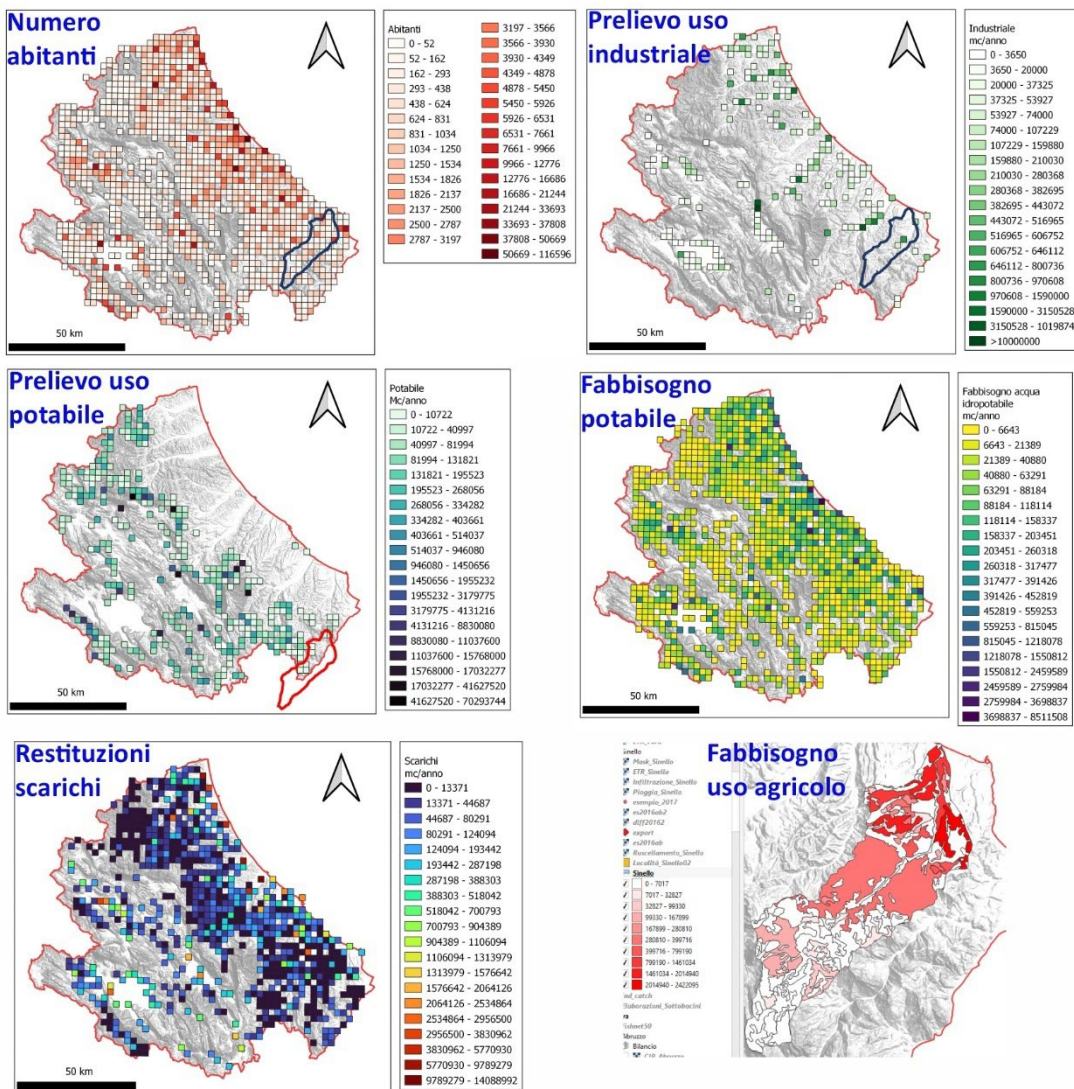 Numero
abitanti
Abitanti
0 - 52
52 - 162
162 - 293
293 - 438
438 - 624
624 - 831
831 - 1034
1034 - 1250
1250 - 1534
1534 - 1826
1826 - 2137
2137 - 2500
2500 - 2787
2787 - 3197
3197 - 3566
3566 - 3930
3930 - 4349
4349 - 4878
4878 - 5450
5450 - 5926
5926 - 6531
6531 - 7661
7661 - 9966
9966 - 12776
12776 - 16686
16686 - 21244
21244 - 33693
33693 - 37808
37808 - 50669
50669 - 116596
50 km
Prelievo uso
industriale
Industriale
mc/anno
0 - 3650
3650 - 20000
20000 - 37325
37325 - 53927
53927 - 74000
74000 - 107229
107229 - 159880
159880 - 210030
210030 - 280368
280368 - 382695
382695 - 443072
443072 - 516965
516965 - 606752
606752 - 646112
646112 - 800736
800736 - 970608
970608 - 1590000
1590000 - 3150528
3150528 - 1019874
>10000000
50 km
Prelievo uso
potabile
Potabile
Mc/anno
0 - 10722
10722 - 40997
40997 - 81994
81994 - 131821
131821 - 195523
195523 - 268056
268056 - 334282
334282 - 403661
403661 - 514037
514037 - 946080
946080 - 1450656
1450656 - 1955232
1955232 - 3179775
3179775 - 4131216
4131216 - 8830080
8830080 - 11037600
11037600 - 15768000
15768000 - 17032277
17032277 - 41627520
41627520 - 70293744
50 km
Fabbisogno
potabile
Fabbisogno acqua
idropotabile
mc/anno
0 - 6643
6643 - 21389
21389 - 40880
40880 - 63291
63291 - 88184
88184 - 118114
118114 - 158337
158337 - 203451
203451 - 260318
260318 - 317477
317477 - 391426
391426 - 452819
452819 - 559253
559253 - 815045
815045 - 1218078
1218078 - 1550812
1550812 - 2459589
2459589 - 2759984
2759984 - 3698837
3698837 - 8511508
50 km
Restituzioni
scarichi
Scarichi
mc/anno
0 - 13371
13371 - 44687
44687 - 80291
80291 - 124094
124094 - 193442
193442 - 287198
287198 - 388303
388303 - 518042
518042 - 700793
700793 - 904389
904389 - 1106094
1106094 - 1313979
1313979 - 1576642
1576642 - 2064126
2064126 - 2534864
2534864 - 2956500
2956500 - 3830962
3830962 - 5770930
5770930 - 9789279
9789279 - 14088992
50 km
Fabbisogno
uso agricolo
Sinello
Mask_Sinello
ETR_Sinello
Infiltrazione_Sinello
Pioggia_Sinello
esempio_2017
es2016ab2
diff20162
export
es2016ab
Ruscellamento_Sinello
Località_Sinello02
Sinello
0 - 7017
7017 - 32827
32827 - 99330
99330 - 167899
167899 - 280810
280810 - 399716
399716 - 799190
799190 - 1461034
1461034 - 2014940
2014940 - 2422095
Bilancio